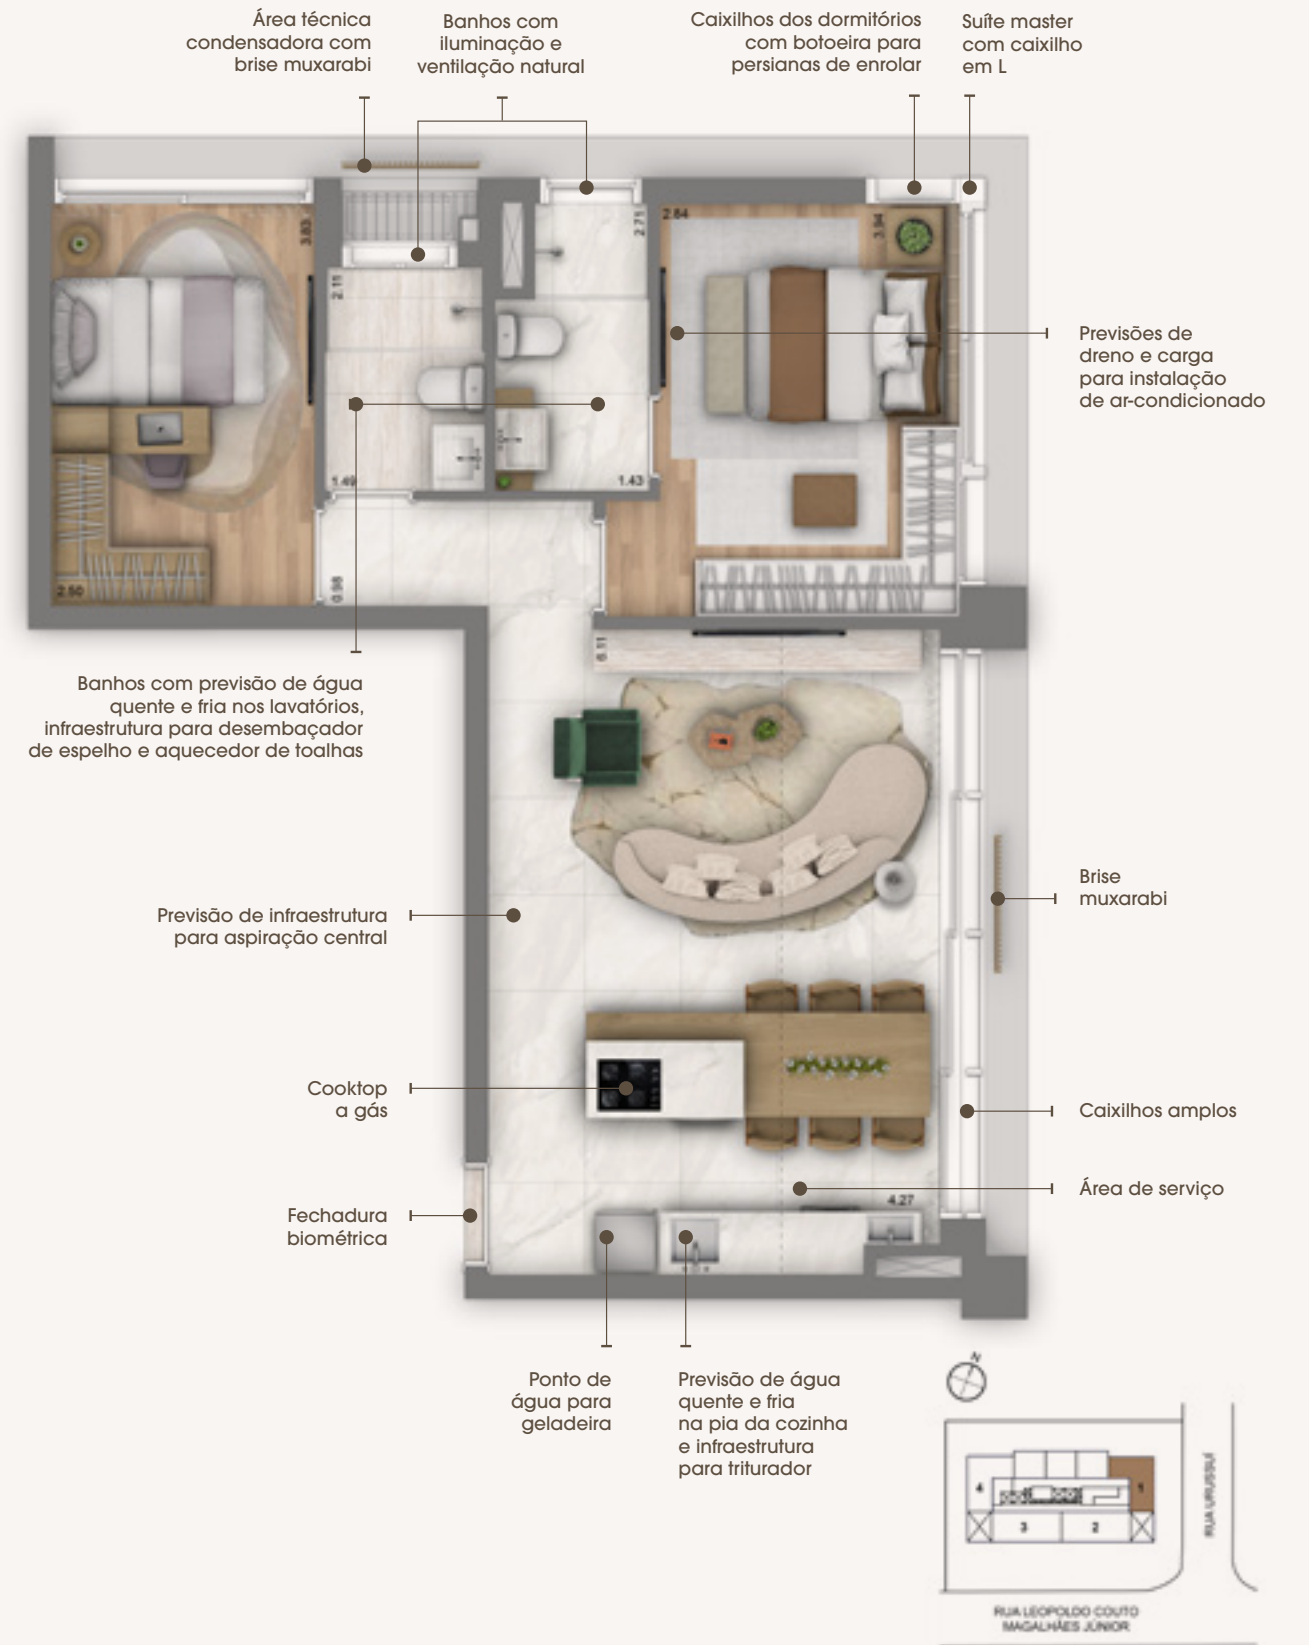 Área técnica
condensadora com
brise muxarabi
Banhos com
iluminação e
ventilação natural
Caixilhos dos dormitórios
com botoeira para
persianas de enrolar
Suíte master
com caixilho
em L
3.83
2.11
2.71
2.84
3.94
Previsões de
dreno e carga
para instalação
de ar-condicionado
1.49
1.43
2.50
0.98
6.11
Banhos com previsão de água
quente e fria nos lavatórios,
infraestrutura para desembaçador
de espelho e aquecedor de toalhas
Previsão de infraestrutura
para aspiração central
Brise
muxarabi
Cooktop
a gás
Caixilhos amplos
Área de serviço
4.27
Fechadura
biométrica
Ponto de
água para
geladeira
Previsão de água
quente e fria
na pia da cozinha
e infraestrutura
para triturador
N
4
1
3
2
RUA URUSSUÍ
RUA LEOPOLDO COUTO
MAGALHÃES JÚNIOR